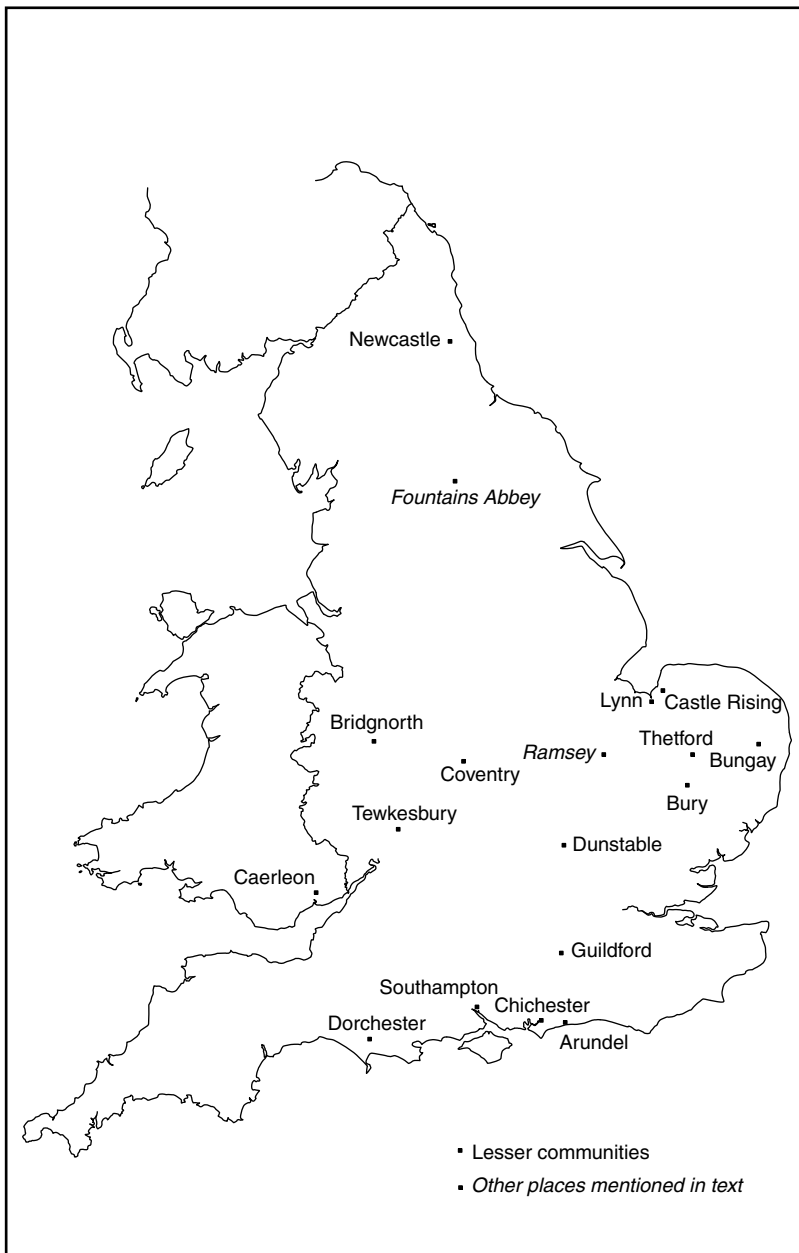 Newcastle
Fountains Abbey
Lynn
Castle Rising
Bridgnorth
Ramsey
Thetford
Coventry
Bungay
Bury
Tewkesbury
Dunstable
Caerleon
Guildford
Southampton
Chichester
Dorchester
Arundel
Lesser communities
Other places mentioned in text